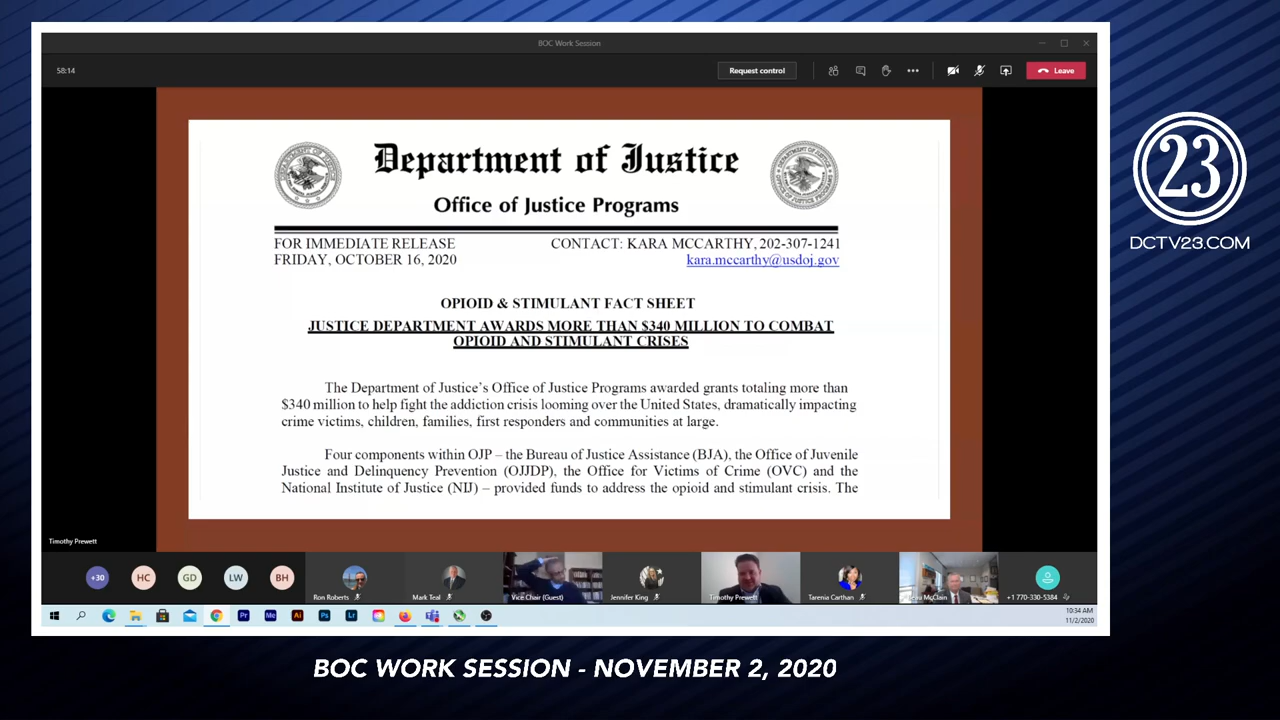 BOC Work Session
58:14
Request control
Leave
Department of Justice
Office of Justice Programs
FOR IMMEDIATE RELEASE
CONTACT: KARA MCCARTHY, 202-307-1241
FRIDAY, OCTOBER 16, 2020
kara.mccarthy@usdoj.gov
OPIOID & STIMULANT FACT SHEET
JUSTICE DEPARTMENT AWARDS MORE THAN $340 MILLION TO COMBAT
OPIOID AND STIMULANT CRISES
The Department of Justice's Office of Justice Programs awarded grants totaling more than
$340 million to help fight the addiction crisis looming over the United States, dramatically impacting
crime victims, children, families, first responders and communities at large.
Four components within OJP – the Bureau of Justice Assistance (BJA), the Office of Juvenile
Justice and Delinquency Prevention (OJJDP), the Office for Victims of Crime (OVC) and the
National Institute of Justice (NIJ) – provided funds to address the opioid and stimulant crisis. The
Timothy Prewett
+30
HC
GD
LW
BH
Ron Roberts
Mark Teal
Vice Chair (Guest)
Jennifer King
Timothy Prewett
Tarenia Carthan
McClain
+1 770-330-5384
Pr
Me
Ai
Ps
Lr
10:34 AM
11/2/2020
23
DCTV23.COM
BOC WORK SESSION - NOVEMBER 2, 2020